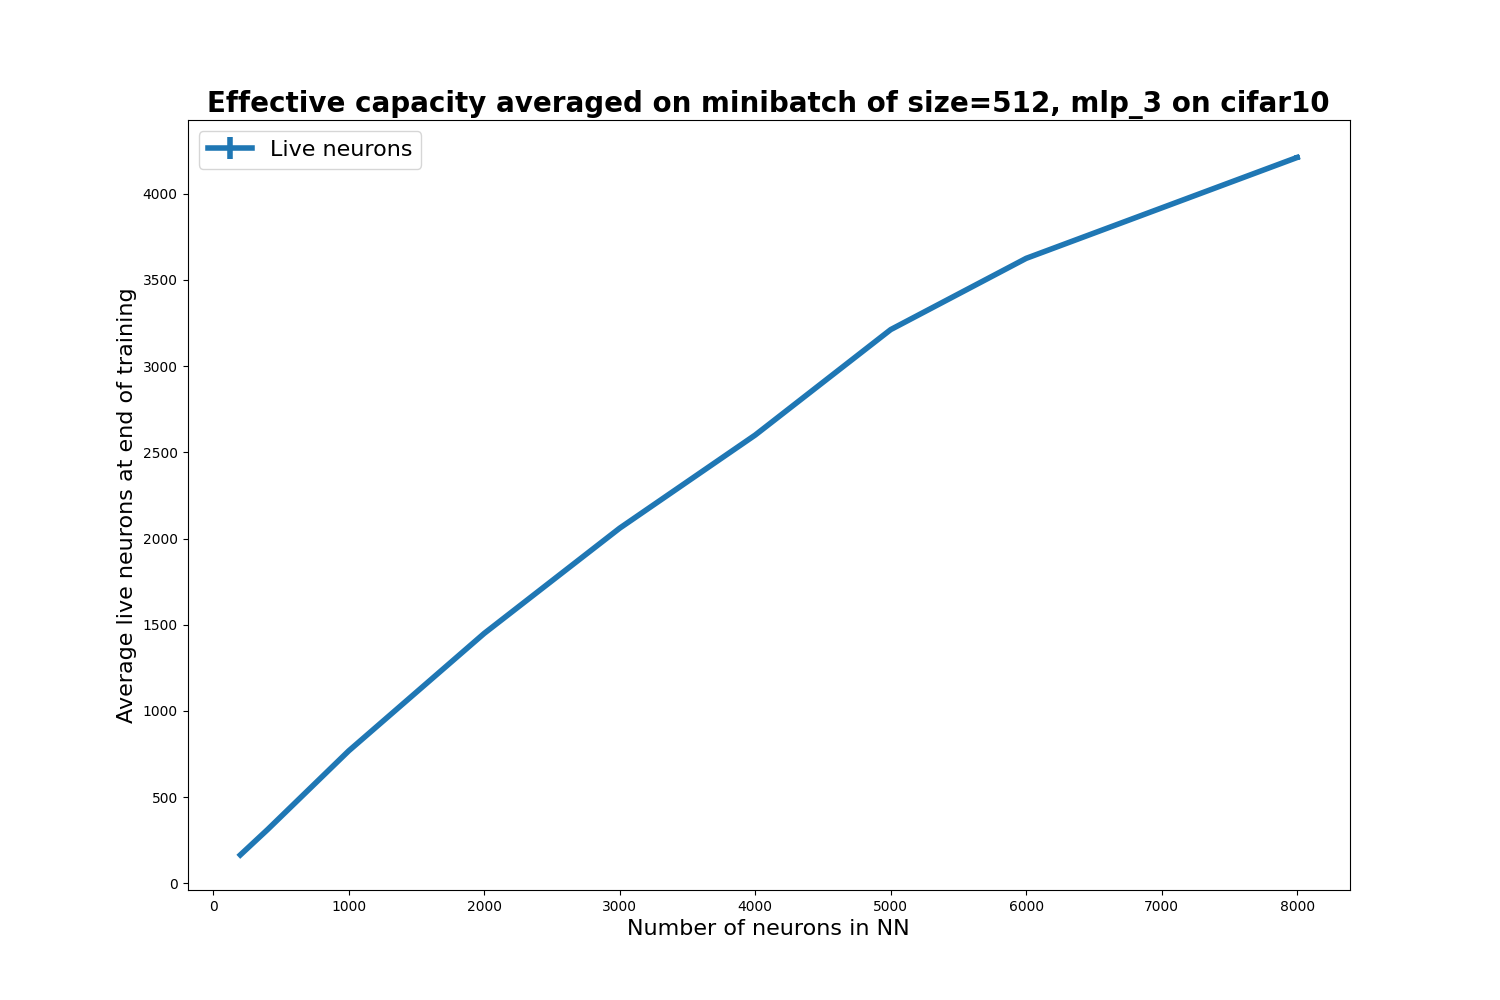 Effective capacity averaged on minibatch of size=512, mlp_3 on cifar10
Live neurons
Average live neurons at end of training
4000
3500
3000
2500
2000
1500
1000
500
0
0 1000 2000 3000 4000 5000 6000 7000 8000
Number of neurons in NN